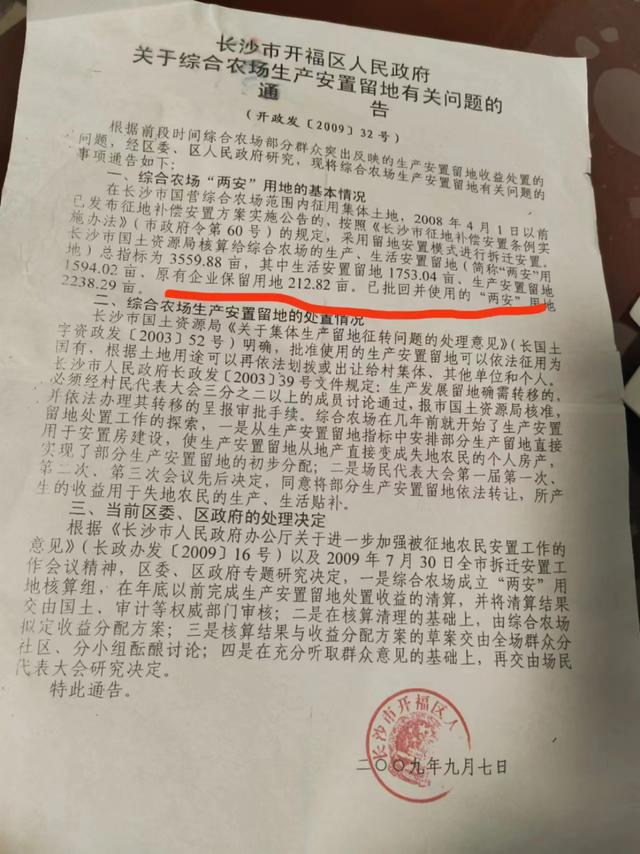 长沙市开福区人民政府
关于综合农场生产安置留地有关问题的
通 告
(开政发〔2009〕32号)
根据前段时间综合农场部分群众突出反映的生产安置留地收益处置的
问题，经区委、区人民政府研究，现将综合农场生产安置留地有关问题的
事项通告如下：
一、综合农场“两安”用地的基本情况
在长沙市国营综合农场范围内征用集体土地，2008年4月1日以前
已发布征地补偿安置方案实施公告的，按照《长沙市征地补偿安置条例实
施办法》(市政府令第60号)的规定，采用留地安置模式进行拆迁安置。
长沙市国土资源局核算给综合农场的生产、生活安置留地(简称“两安”用
地）总指标为3559.88亩，其中生活安置留地1753.04亩、生产安置留地
1594.02亩、原有企业保留用地212.82亩。已批回并使用的“两安”用地
2238.29亩。
二、综合农场生产安置留地的处置情况
长沙市国土资源局《关于集体生产留地征转问题的处理意见》(长国土
字资政发〔2003〕52号）明确，批准使用的生产安置留地可以依法征用为
国有，根据土地用途可以再依法划拨或出让给村集体、其他单位和个人。
长沙市人民政府长政发〔2003〕39号文件规定：生产发展留地确需转移的，
必须经村民代表大会三分之二以上的成员讨论通过，报市国土资源局核准，
并依法办理其转移的呈报审批手续。综合农场在几年前就开始了生产安置
留地处置工作的探索，一是从生产安置留地指标中安排部分生产留地直接
用于安置房建设，使生产安置留地从地产直接变成失地农民的个人房产，
实现了部分生产安置留地的初步分配；二是场民代表大会第一届第一次、
第二次、第三次会议先后决定，同意将部分生产安置留地依法转让，所产
生的收益用于失地农民的生产、生活贴补。
三、当前区委、区政府的处理决定
根据《长沙市人民政府办公厅关于进一步加强被征地农民安置工作的
意见》(长政办发〔2009〕16号）以及2009年7月30日全市拆迁安置工
作会议精神，区委、区政府专题研究决定，一是综合农场成立“两安”用
地核算组，在年底以前完成生产安置留地处置收益的清算，并将清算结果
交由国土、审计等权威部门审核；二是在核算清理的基础上，由综合农场
拟定收益分配方案；三是核算结果与收益分配方案的草案交由全场群众分
社区、分小组酝酿讨论；四是在充分听取群众意见的基础上，再交由场民
代表大会研究决定。
特此通告。
长沙市开福区人
二〇〇九年九月七日